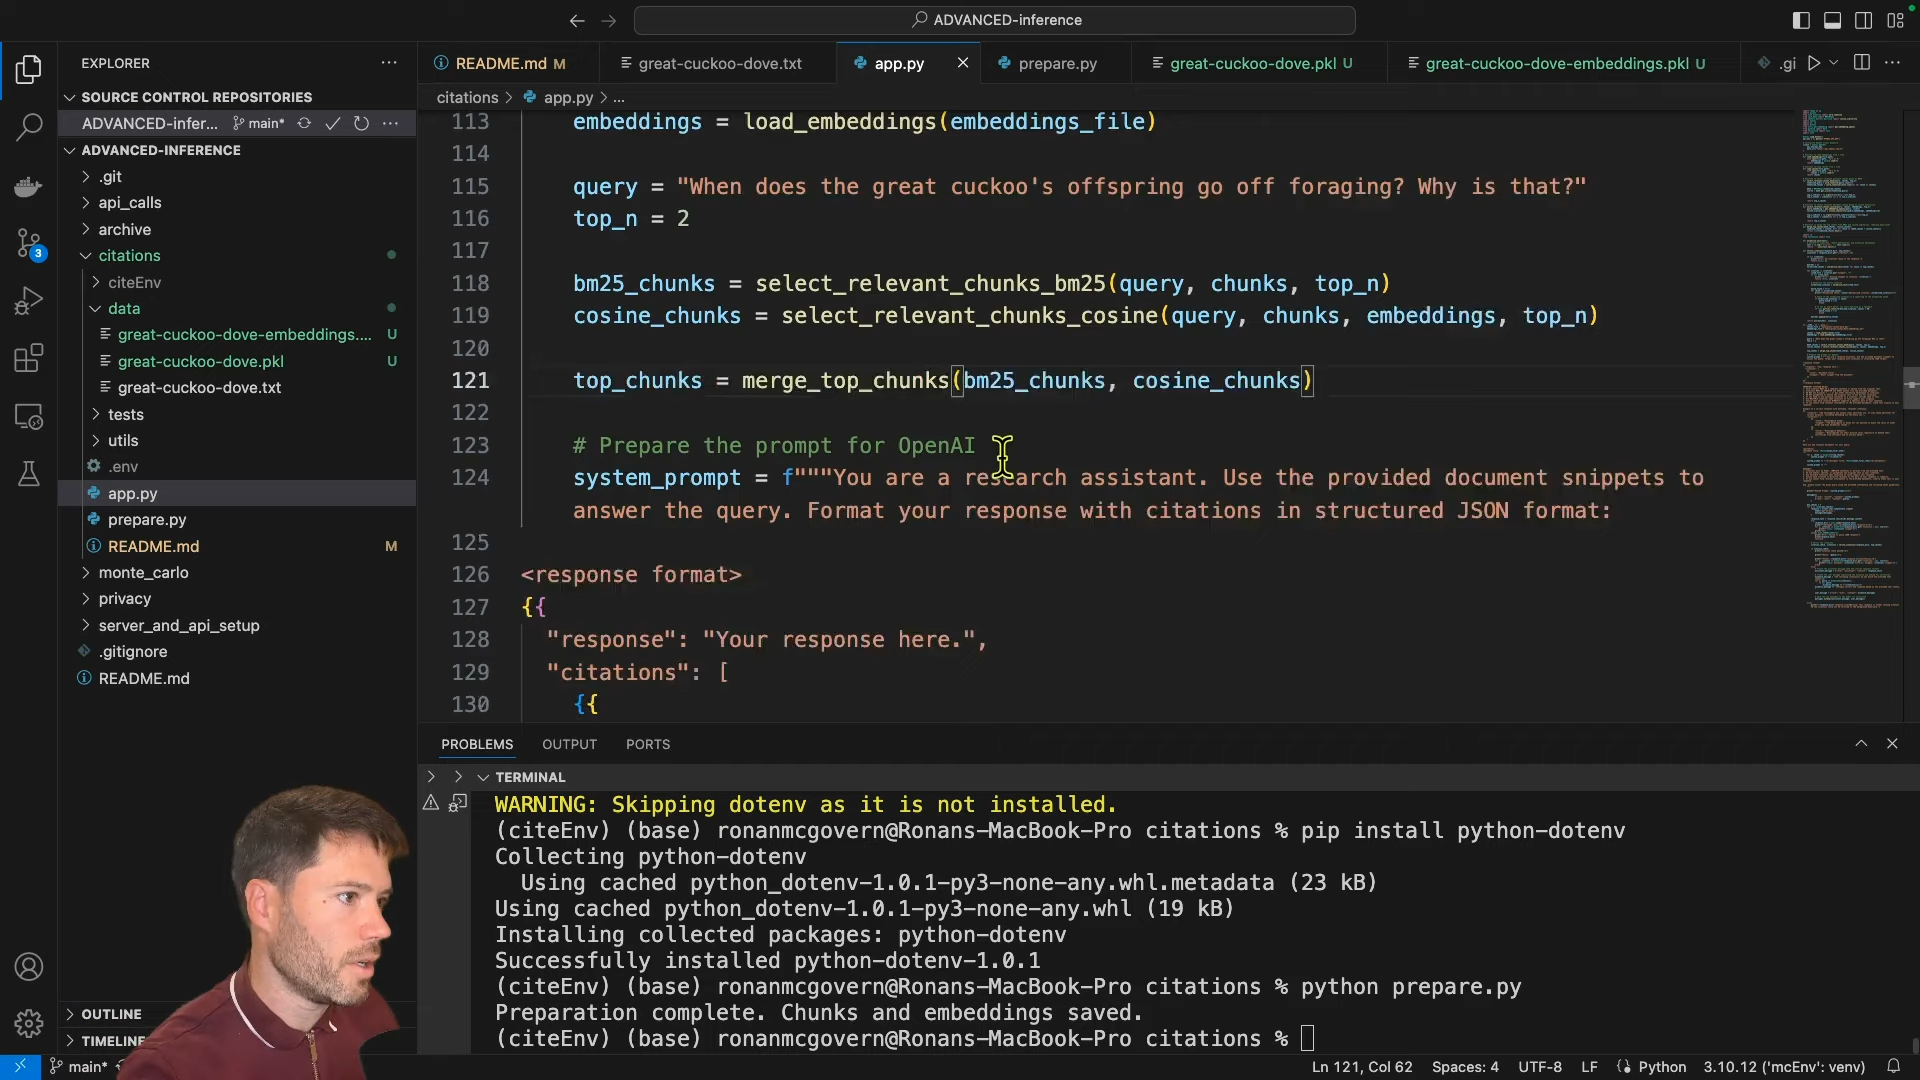 ADVANCED-inference
EXPLORER
SOURCE CONTROL REPOSITORIES
ADVANCED-infer... main*
ADVANCED-INFERENCE
.git
api_calls
archive
citations
citeEnv
data
great-cuckoo-dove-embeddings.... U
great-cuckoo-dove.pkl U
great-cuckoo-dove.txt
tests
utils
.env
app.py
prepare.py
README.md M
monte_carlo
privacy
server_and_api_setup
.gitignore
README.md
OUTLINE
TIMELINE
3
README.md M
great-cuckoo-dove.txt
app.py
prepare.py
great-cuckoo-dove.pkl U
great-cuckoo-dove-embeddings.pkl U
.gi
citations > app.py > ...
113 embeddings = load_embeddings(embeddings_file)
114
115 query = "When does the great cuckoo's offspring go off foraging? Why is that?"
116 top_n = 2
117
118 bm25_chunks = select_relevant_chunks_bm25(query, chunks, top_n)
119 cosine_chunks = select_relevant_chunks_cosine(query, chunks, embeddings, top_n)
120
121 top_chunks = merge_top_chunks(bm25_chunks, cosine_chunks)
122
123 # Prepare the prompt for OpenAI
124 system_prompt = f"""You are a research assistant. Use the provided document snippets to
answer the query. Format your response with citations in structured JSON format:
125
126 <response format>
127 {{
128 "response": "Your response here.",
129 "citations": [
130 {{
PROBLEMS OUTPUT PORTS
TERMINAL
WARNING: Skipping dotenv as it is not installed.
(citeEnv) (base) ronanmcgovern@Ronans-MacBook-Pro citations % pip install python-dotenv
Collecting python-dotenv
Using cached python_dotenv-1.0.1-py3-none-any.whl.metadata (23 kB)
Using cached python_dotenv-1.0.1-py3-none-any.whl (19 kB)
Installing collected packages: python-dotenv
Successfully installed python-dotenv-1.0.1
(citeEnv) (base) ronanmcgovern@Ronans-MacBook-Pro citations % python prepare.py
Preparation complete. Chunks and embeddings saved.
(citeEnv) (base) ronanmcgovern@Ronans-MacBook-Pro citations %
main*
Ln 121, Col 62 Spaces: 4 UTF-8 LF Python 3.10.12 ('mcEnv': venv)